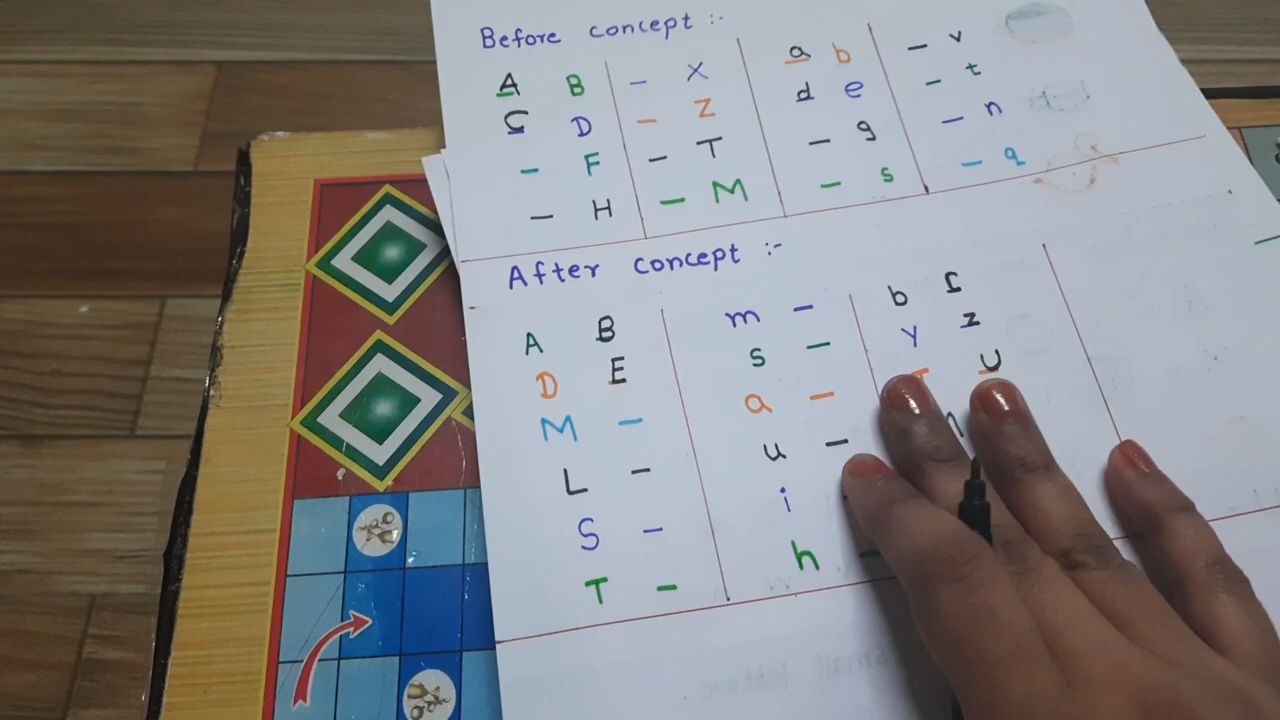 Before concept :-
A B - X a b - v
C D - Z d e - t
- F - T - g - n
- H - M - s - q
After concept :-
A B m - b c
D E s - y z
M - a - T U
L - u - n
S - i
T - h -